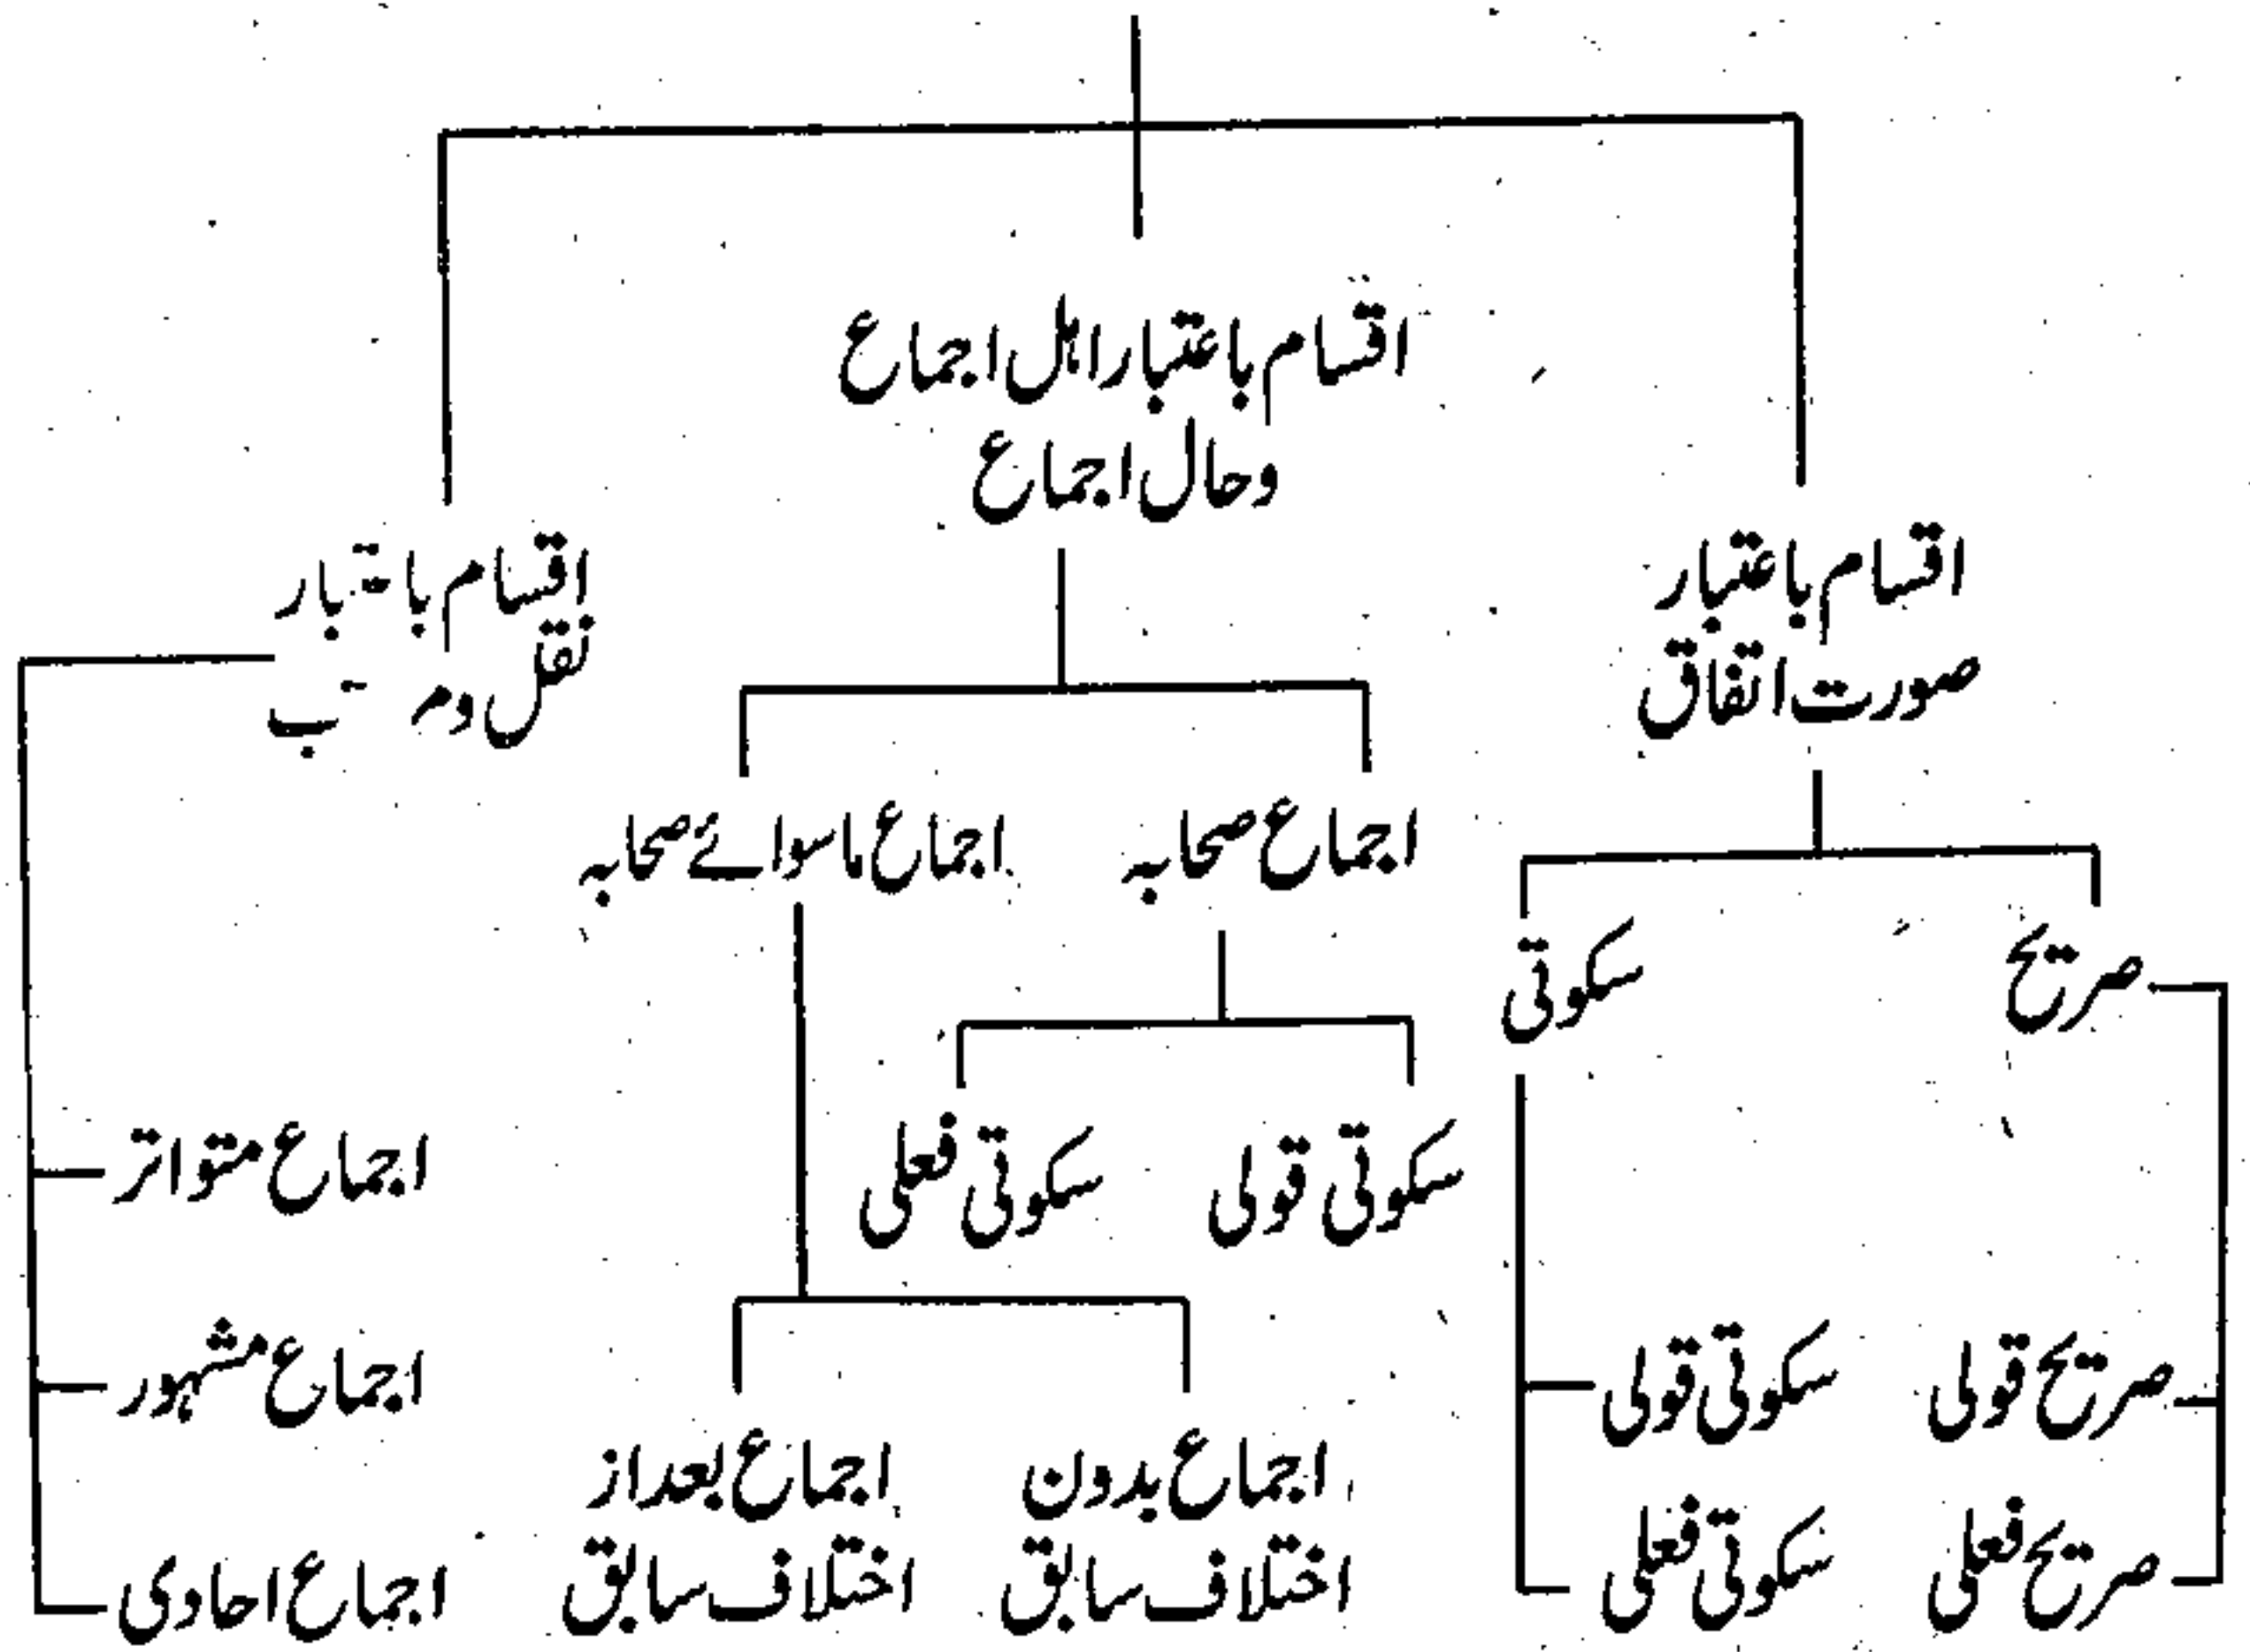 اقسام باعتبار اہل اجماع
وحال اجماع
اقسام باعتبار
صورت اتفاق
اقسام
نقل و
اجماع صحابہ
اجماع ماسوائے صحابہ
صریح
سکوتی
سکوتی قولی
سکوتی فعلی
اجماع متواتر
صریح قولی
سکوتی قولی
اجماع مشہور
صریح فعلی
سکوتی فعلی
اجماع بدون
اختلاف سابق
اجماع بعد از
اختلاف سابق
اجماع احادی